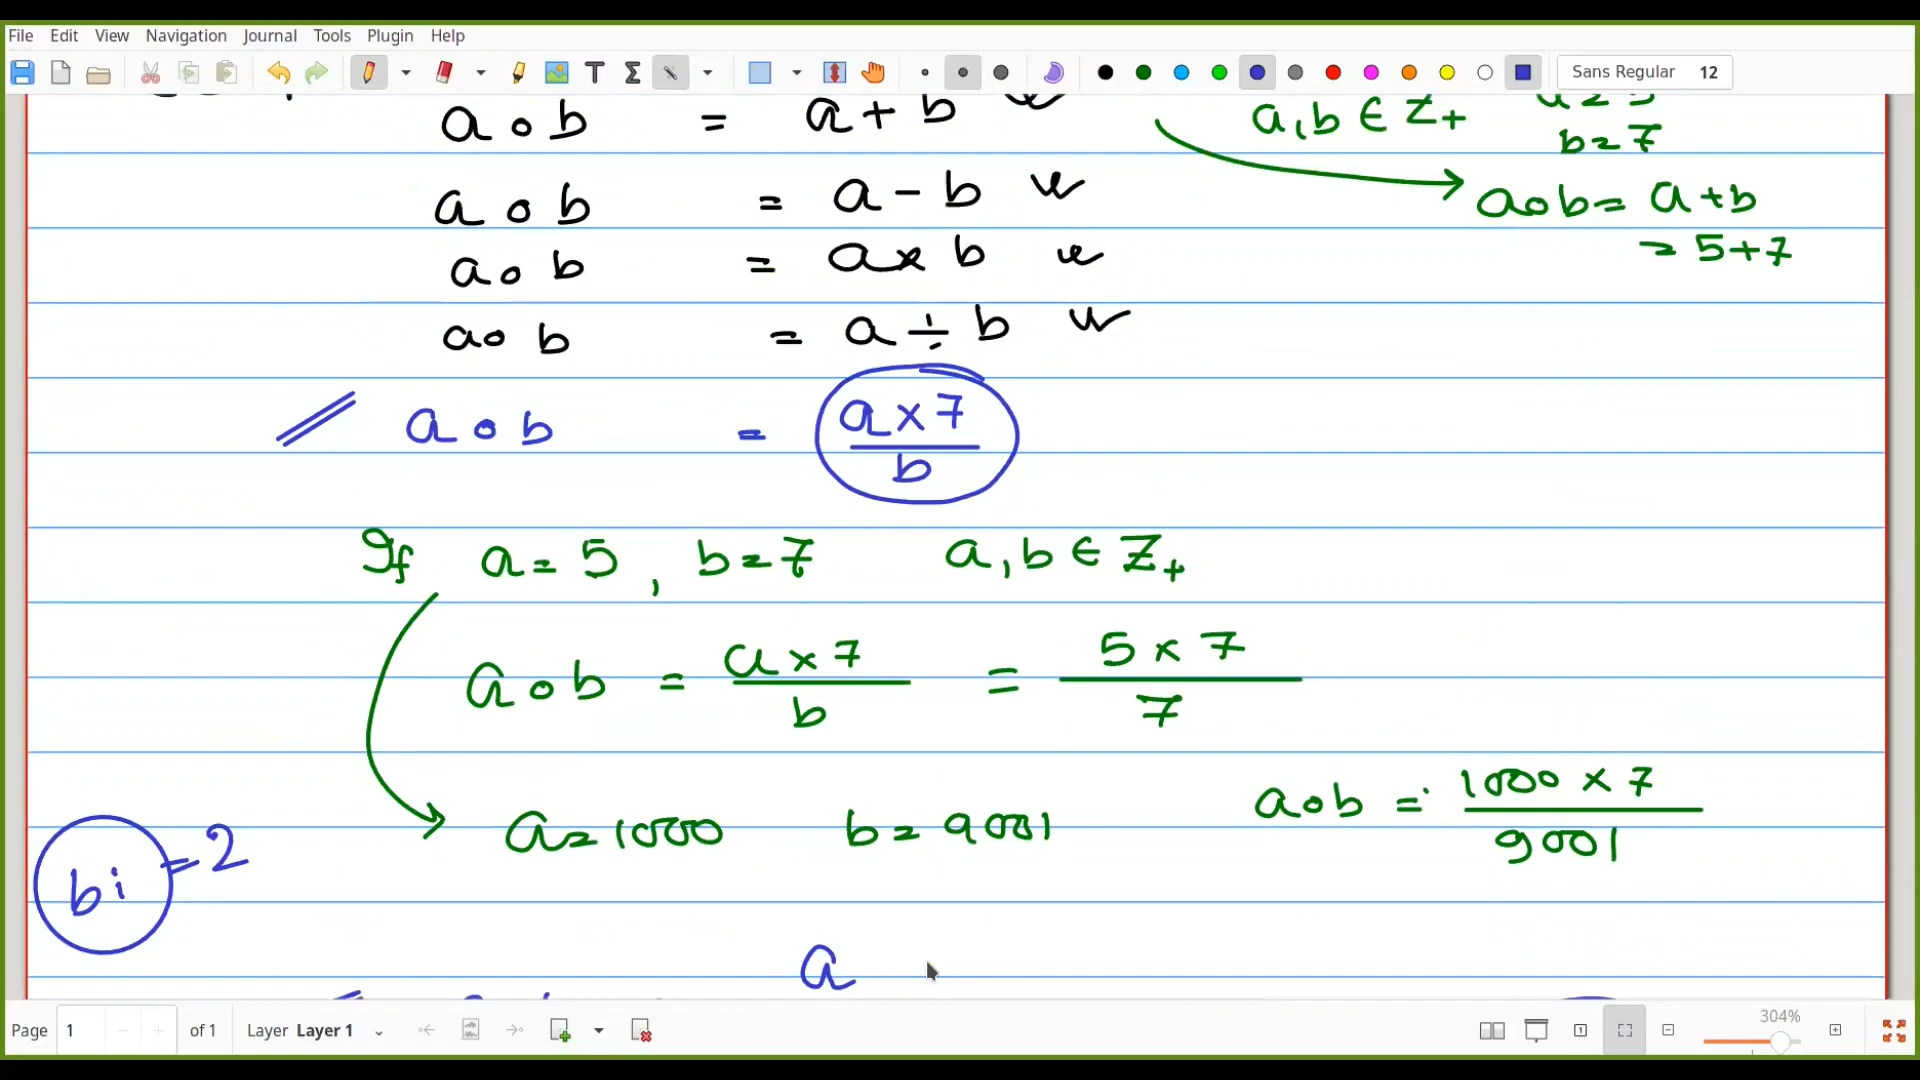 File Edit View Navigation Journal Tools Plugin Help
Sans Regular 12
a o b = a + b
a, b ∈ Z+
b = 7
a o b = a - b
a o b = a + b
= 5 + 7
a o b = a × b
a o b = a ÷ b
a o b = a × 7 / b
If a = 5, b = 7 a, b ∈ Z+
a o b = a × 7 / b = 5 × 7 / 7
a = 1000 b = 9001 a o b = 1000 × 7 / 9001
bi = 2
a
Page 1 of 1 Layer Layer 1 304%